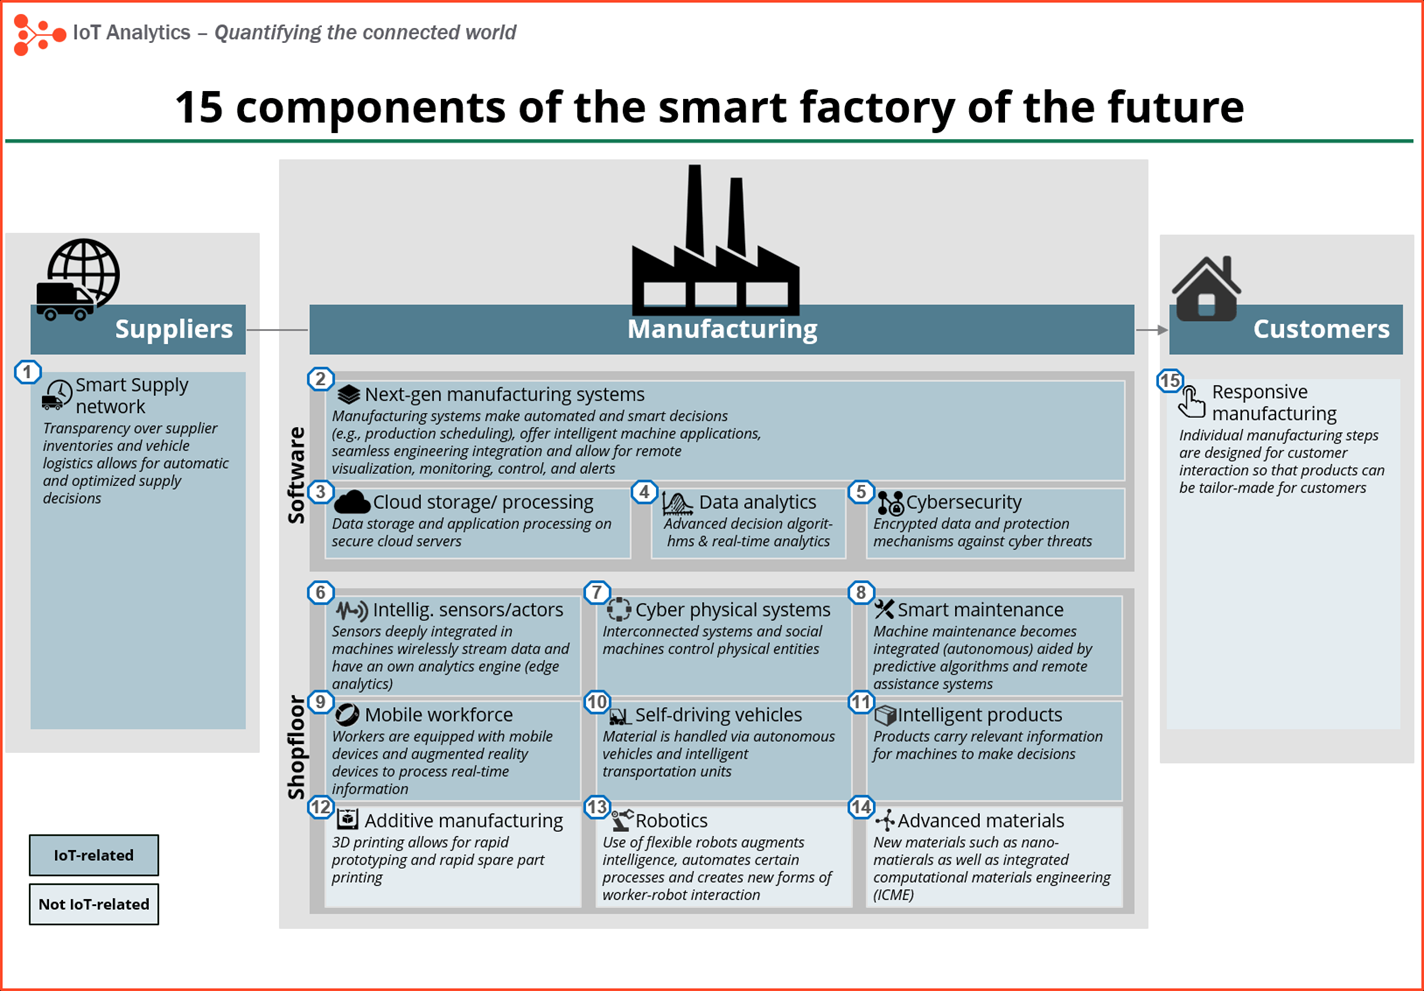 IoT Analytics – Quantifying the connected world
15 components of the smart factory of the future
Suppliers
Manufacturing
Customers
1
Smart Supply
network
Transparency over supplier
inventories and vehicle
logistics allows for automatic
and optimized supply
decisions
Software
2
Next-gen manufacturing systems
Manufacturing systems make automated and smart decisions
(e.g., production scheduling), offer intelligent machine applications,
seamless engineering integration and allow for remote
visualization, monitoring, control, and alerts
3
Cloud storage/ processing
Data storage and application processing on
secure cloud servers
4
Data analytics
Advanced decision algorit-
hms & real-time analytics
5
Cybersecurity
Encrypted data and protection
mechanisms against cyber threats
Shopfloor
6
Intellig. sensors/actors
Sensors deeply integrated in
machines wirelessly stream data and
have an own analytics engine (edge
analytics)
7
Cyber physical systems
Interconnected systems and social
machines control physical entities
8
Smart maintenance
Machine maintenance becomes
integrated (autonomous) aided by
predictive algorithms and remote
assistance systems
9
Mobile workforce
Workers are equipped with mobile
devices and augmented reality
devices to process real-time
information
10
Self-driving vehicles
Material is handled via autonomous
vehicles and intelligent
transportation units
11
Intelligent products
Products carry relevant information
for machines to make decisions
12
Additive manufacturing
3D printing allows for rapid
prototyping and rapid spare part
printing
13
Robotics
Use of flexible robots augments
intelligence, automates certain
processes and creates new forms of
worker-robot interaction
14
Advanced materials
New materials such as nano-
matierals as well as integrated
computational materials engineering
(ICME)
15
Responsive
manufacturing
Individual manufacturing steps
are designed for customer
interaction so that products can
be tailor-made for customers
IoT-related
Not IoT-related